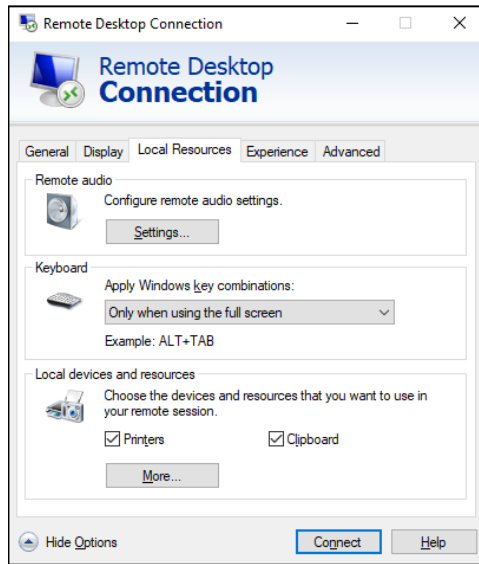 Remote Desktop Connection
Remote Desktop
Connection
General Display Local Resources Experience Advanced
Remote audio
Configure remote audio settings.
Settings...
Keyboard
Apply Windows key combinations:
Only when using the full screen
Example: ALT+TAB
Local devices and resources
Choose the devices and resources that you want to use in
your remote session.
Printers Clipboard
More...
Hide Options Connect Help